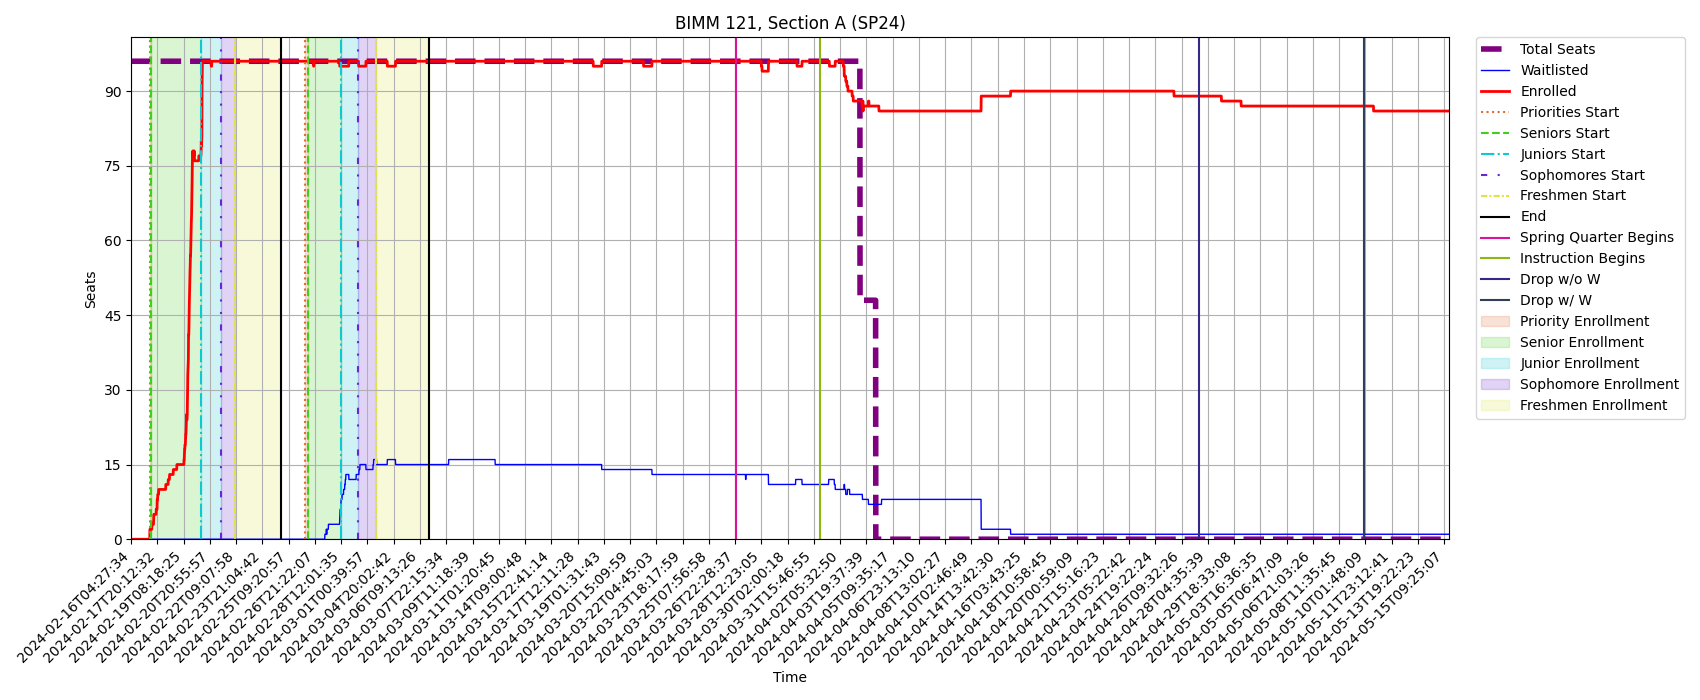 BIMM 121, Section A (SP24)
Seats
90
75
60
45
30
15
0
2024-02-16T04:27:34
2024-02-17T20:12:32
2024-02-19T08:18:25
2024-02-20T20:55:57
2024-02-22T09:07:58
2024-02-23T21:04:42
2024-02-25T09:20:57
2024-02-26T21:22:07
2024-02-28T12:01:35
2024-03-01T00:39:57
2024-03-04T20:02:42
2024-03-06T09:13:26
2024-03-07T22:15:34
2024-03-09T11:18:39
2024-03-11T01:20:45
2024-03-14T09:00:48
2024-03-15T22:41:14
2024-03-17T12:11:28
2024-03-19T01:31:43
2024-03-20T15:09:59
2024-03-22T04:45:03
2024-03-23T18:17:59
2024-03-25T07:56:58
2024-03-26T22:28:37
2024-03-28T12:23:05
2024-03-30T02:00:18
2024-03-31T15:46:55
2024-04-02T05:32:50
2024-04-03T19:37:39
2024-04-05T09:35:17
2024-04-06T23:13:10
2024-04-08T13:02:27
2024-04-10T02:46:49
2024-04-14T13:42:30
2024-04-16T03:43:25
2024-04-18T10:58:45
2024-04-20T00:59:09
2024-04-21T15:16:23
2024-04-23T05:22:42
2024-04-24T19:22:24
2024-04-26T09:32:26
2024-04-28T04:35:39
2024-04-29T18:33:08
2024-05-03T16:36:35
2024-05-05T06:47:09
2024-05-06T21:03:26
2024-05-08T11:35:45
2024-05-10T01:48:09
2024-05-11T23:12:41
2024-05-13T19:22:23
2024-05-15T09:25:07
Time
Total Seats
Waitlisted
Enrolled
Priorities Start
Seniors Start
Juniors Start
Sophomores Start
Freshmen Start
End
Spring Quarter Begins
Instruction Begins
Drop w/o W
Drop w/ W
Priority Enrollment
Senior Enrollment
Junior Enrollment
Sophomore Enrollment
Freshmen Enrollment